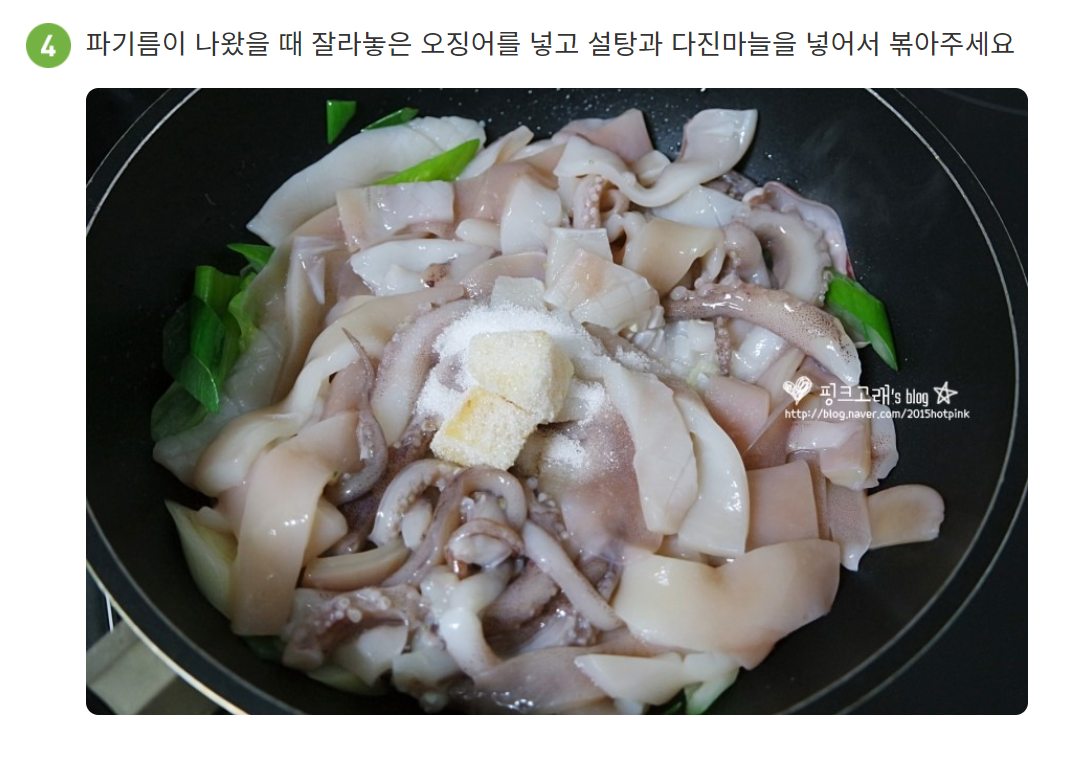 4 파기름이 나왔을 때 잘라놓은 오징어를 넣고 설탕과 다진마늘을 넣어서 볶아주세요
핑크고래's blog
http://blog.naver.com/2015hotpink